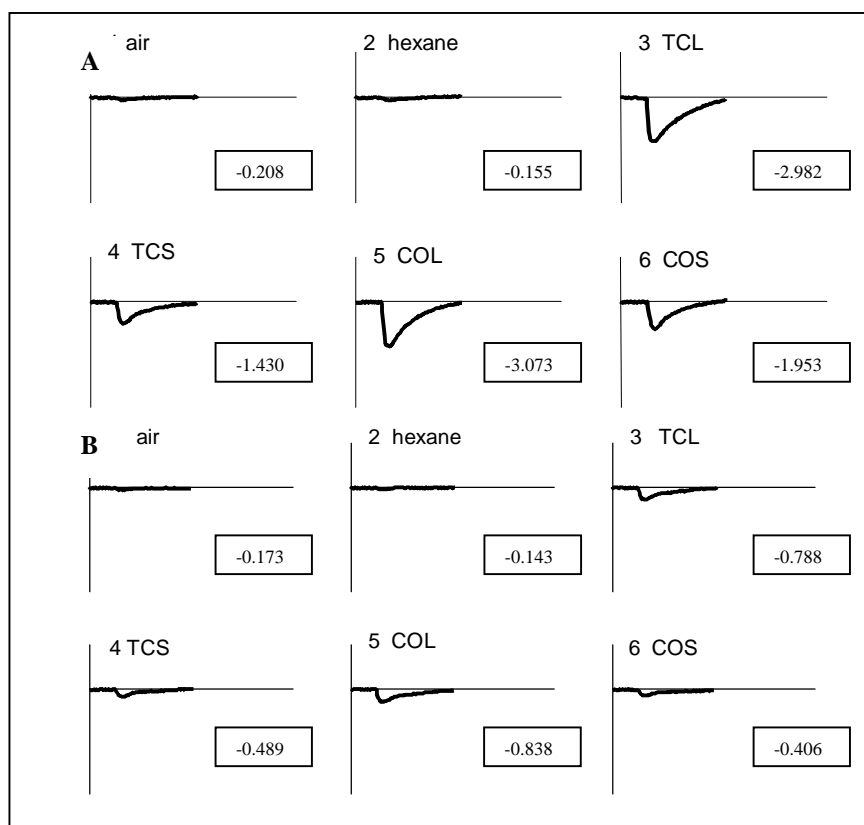 A air 2 hexane 3 TCL
-0.208 -0.155 -2.982
4 TCS 5 COL 6 COS
-1.430 -3.073 -1.953
B air 2 hexane 3 TCL
-0.173 -0.143 -0.788
4 TCS 5 COL 6 COS
-0.489 -0.838 -0.406